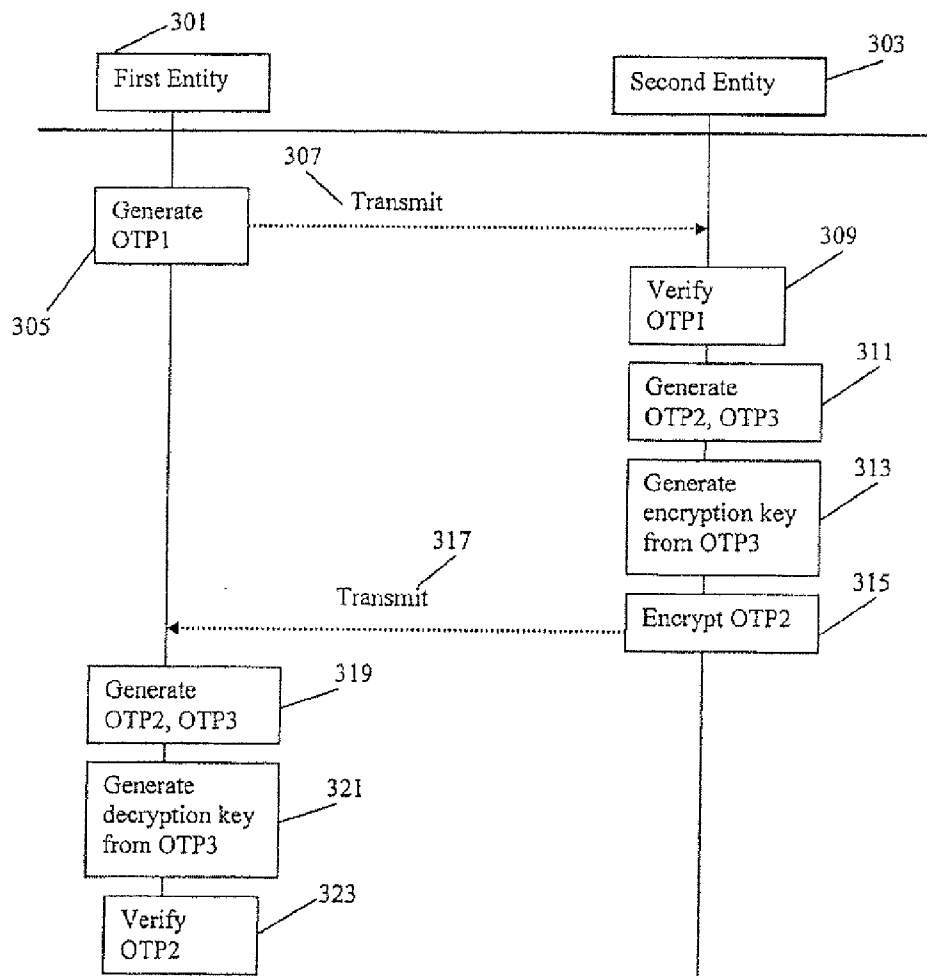 301
First Entity
303
Second Entity
307
Transmit
Generate
OTP1
305
309
Verify
OTP1
311
Generate
OTP2, OTP3
313
Generate
encryption key
from OTP3
317
Transmit
315
Encrypt OTP2
319
Generate
OTP2, OTP3
321
Generate
decryption key
from OTP3
323
Verify
OTP2